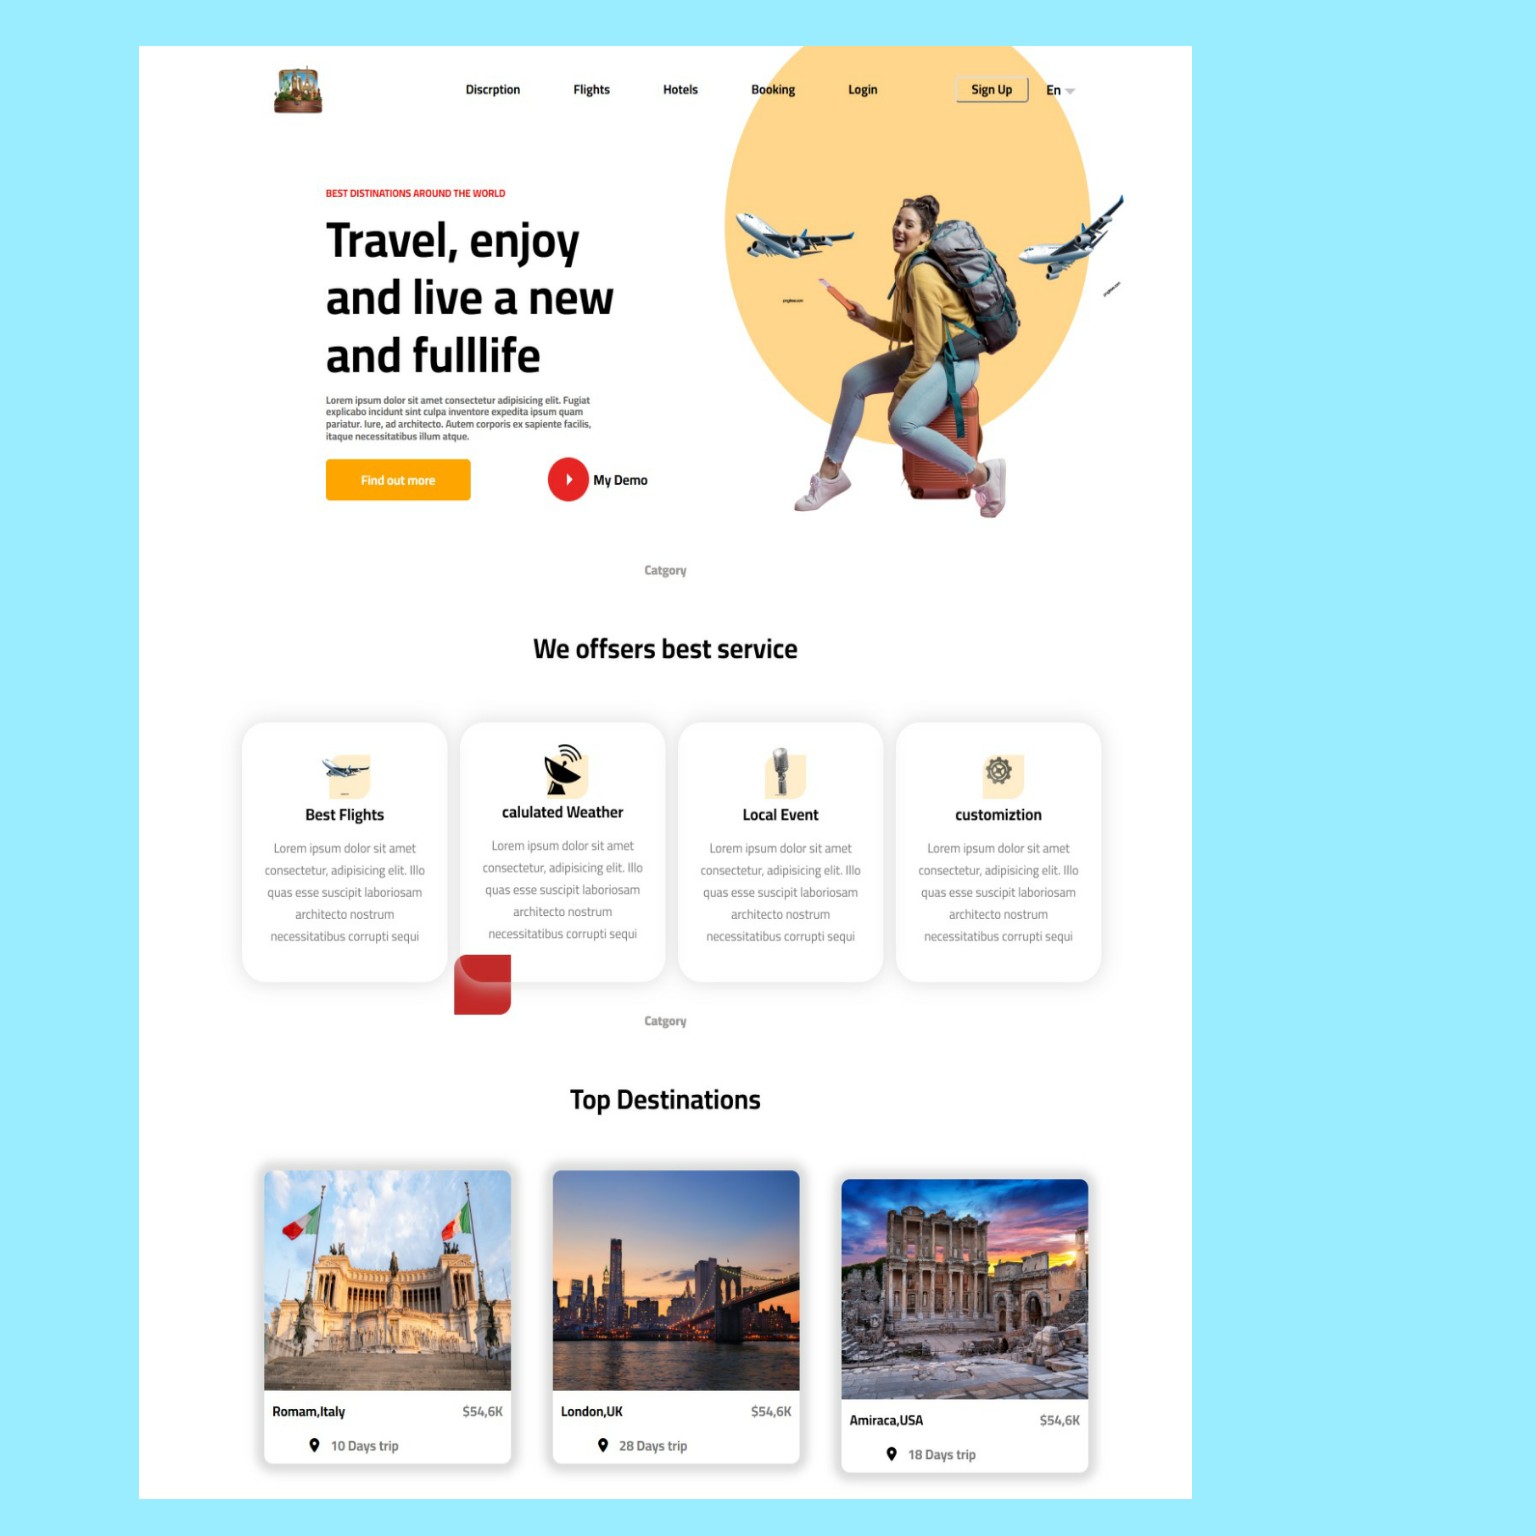 Discrption Flights Hotels Booking Login Sign Up En
BEST DISTINATIONS AROUND THE WORLD
Travel, enjoy
and live a new
and fulllife
Lorem ipsum dolor sit amet consectetur adipisicing elit. Fugiat
explicabo incidunt sint culpa inventore expedita ipsum quam
pariatur. Iure, ad architecto. Autem corporis ex sapiente facilis,
itaque necessitatibus illum atque.
Find out more
My Demo
Catgory
We offsers best service
Best Flights
Lorem ipsum dolor sit amet
consectetur, adipisicing elit. Illo
quas esse suscipit laboriosam
architecto nostrum
necessitatibus corrupti sequi
calulated Weather
Lorem ipsum dolor sit amet
consectetur, adipisicing elit. Illo
quas esse suscipit laboriosam
architecto nostrum
necessitatibus corrupti sequi
Local Event
Lorem ipsum dolor sit amet
consectetur, adipisicing elit. Illo
quas esse suscipit laboriosam
architecto nostrum
necessitatibus corrupti sequi
customiztion
Lorem ipsum dolor sit amet
consectetur, adipisicing elit. Illo
quas esse suscipit laboriosam
architecto nostrum
necessitatibus corrupti sequi
Catgory
Top Destinations
Romam,Italy $54,6K
10 Days trip
London,UK $54,6K
28 Days trip
Amiraca,USA $54,6K
18 Days trip